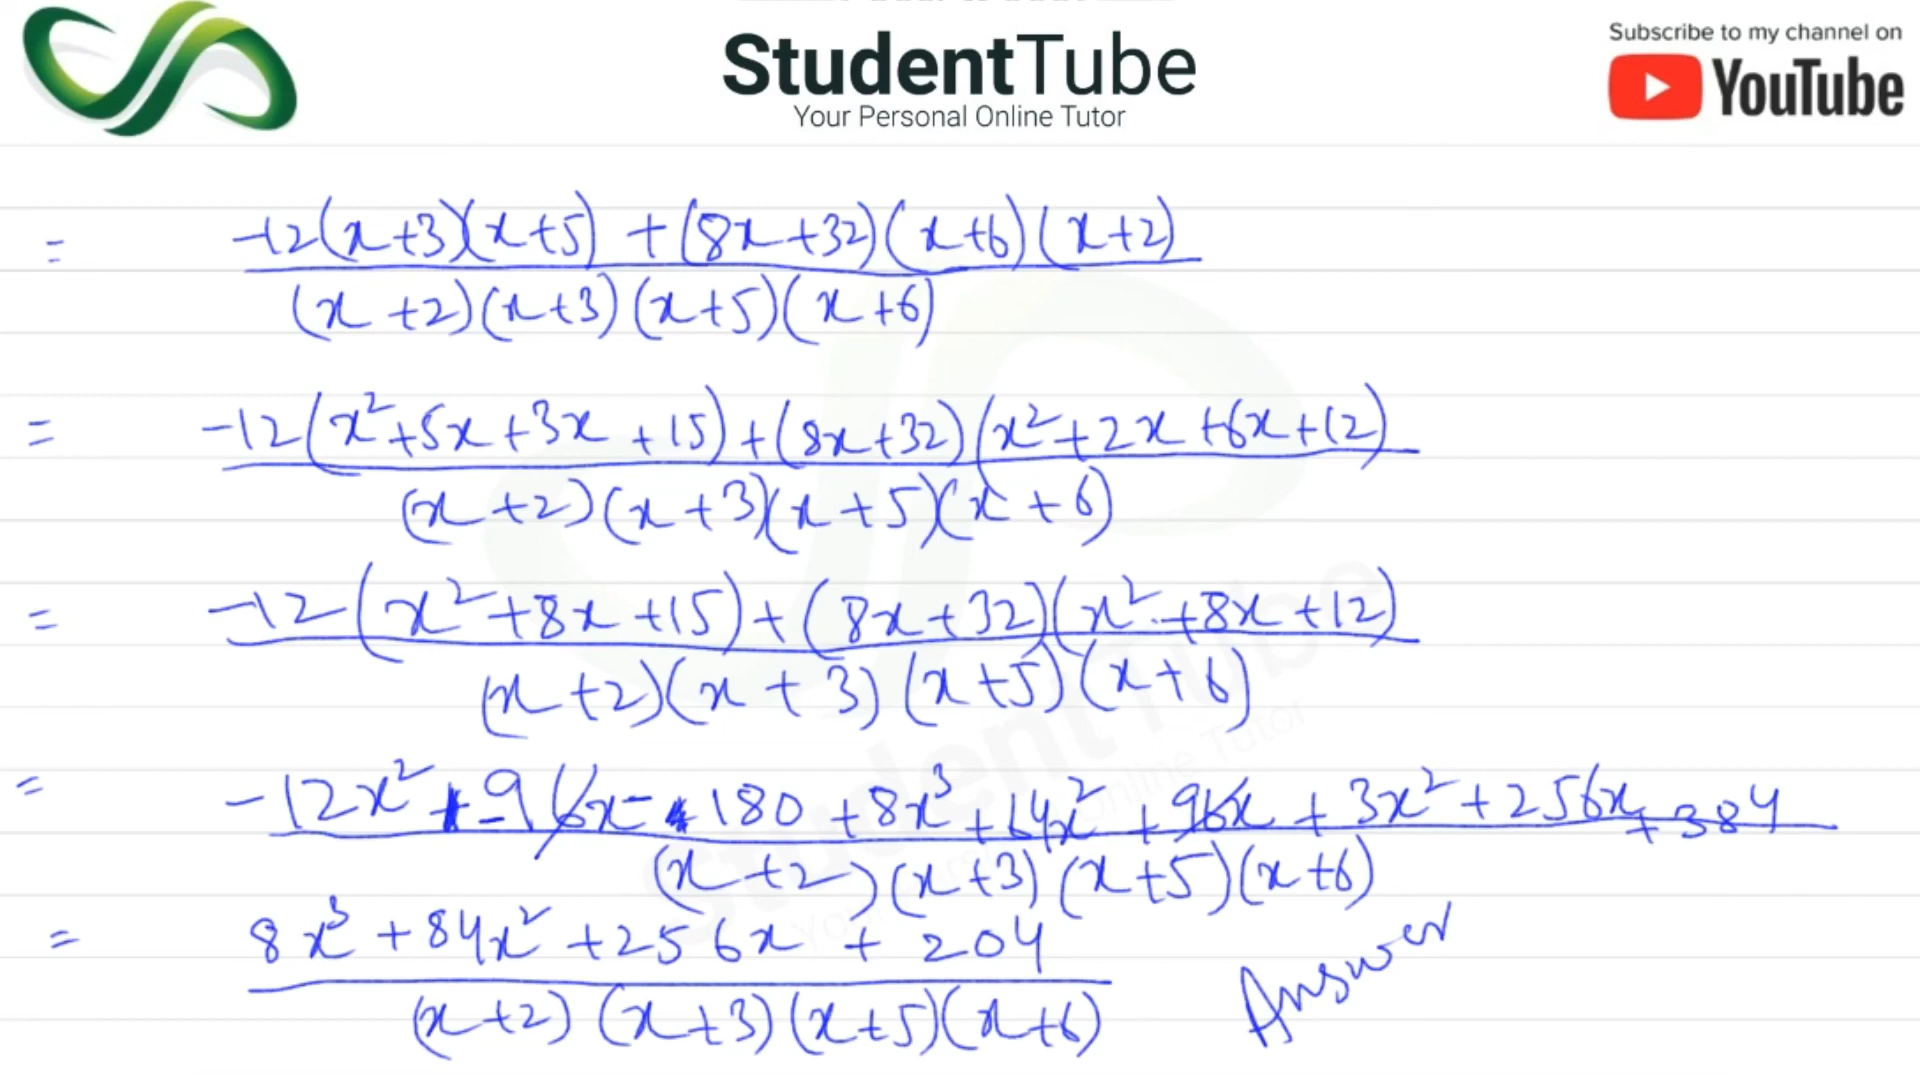 StudentTube
Your Personal Online Tutor
Subscribe to my channel on
YouTube
= -12(x+3)(x+5) + (8x+32)(x+6)(x+2)
(x+2)(x+3)(x+5)(x+6)
= -12(x²+5x+3x+15)+(8x+32)(x²+2x+6x+12)
(x+2)(x+3)(x+5)(x+6)
= -12(x²+8x+15)+(8x+32)(x²+8x+12)
(x+2)(x+3)(x+5)(x+6)
= -12x² -96x - 180 +8x³ +64x² +96x + 3x² +256x +384
(x+2)(x+3)(x+5)(x+6)
= 8x³ +84x² +256x + 204
(x+2)(x+3)(x+5)(x+6)
Answer